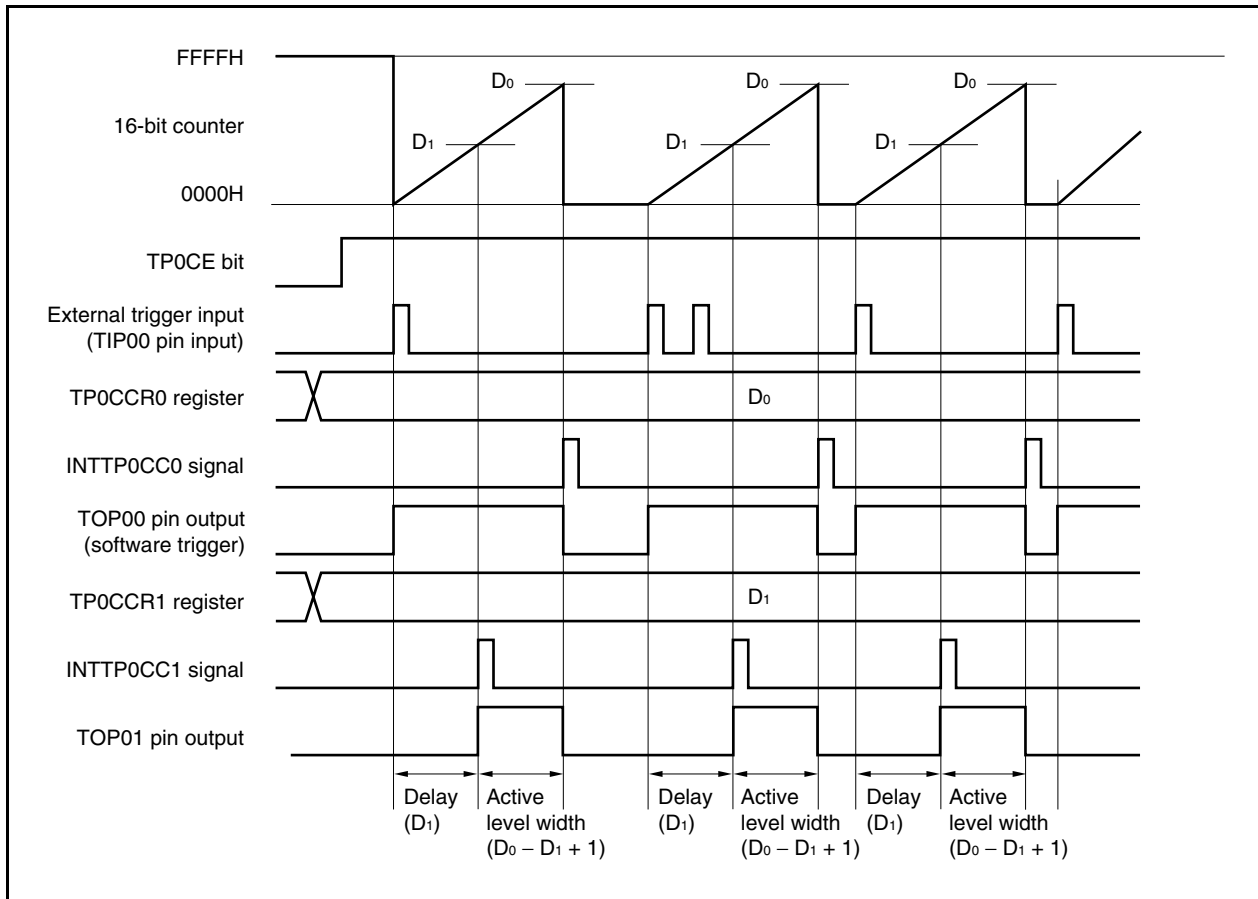 FFFFH
D₀
D₀
D₀
16-bit counter
D₁
D₁
D₁
0000H
TP0CE bit
External trigger input
(TIP00 pin input)
TP0CCR0 register
D₀
INTTP0CC0 signal
TOP00 pin output
(software trigger)
TP0CCR1 register
D₁
INTTP0CC1 signal
TOP01 pin output
Delay
(D₁)
Active
level width
(D₀ − D₁ + 1)
Delay
(D₁)
Active
level width
(D₀ − D₁ + 1)
Delay
(D₁)
Active
level width
(D₀ − D₁ + 1)